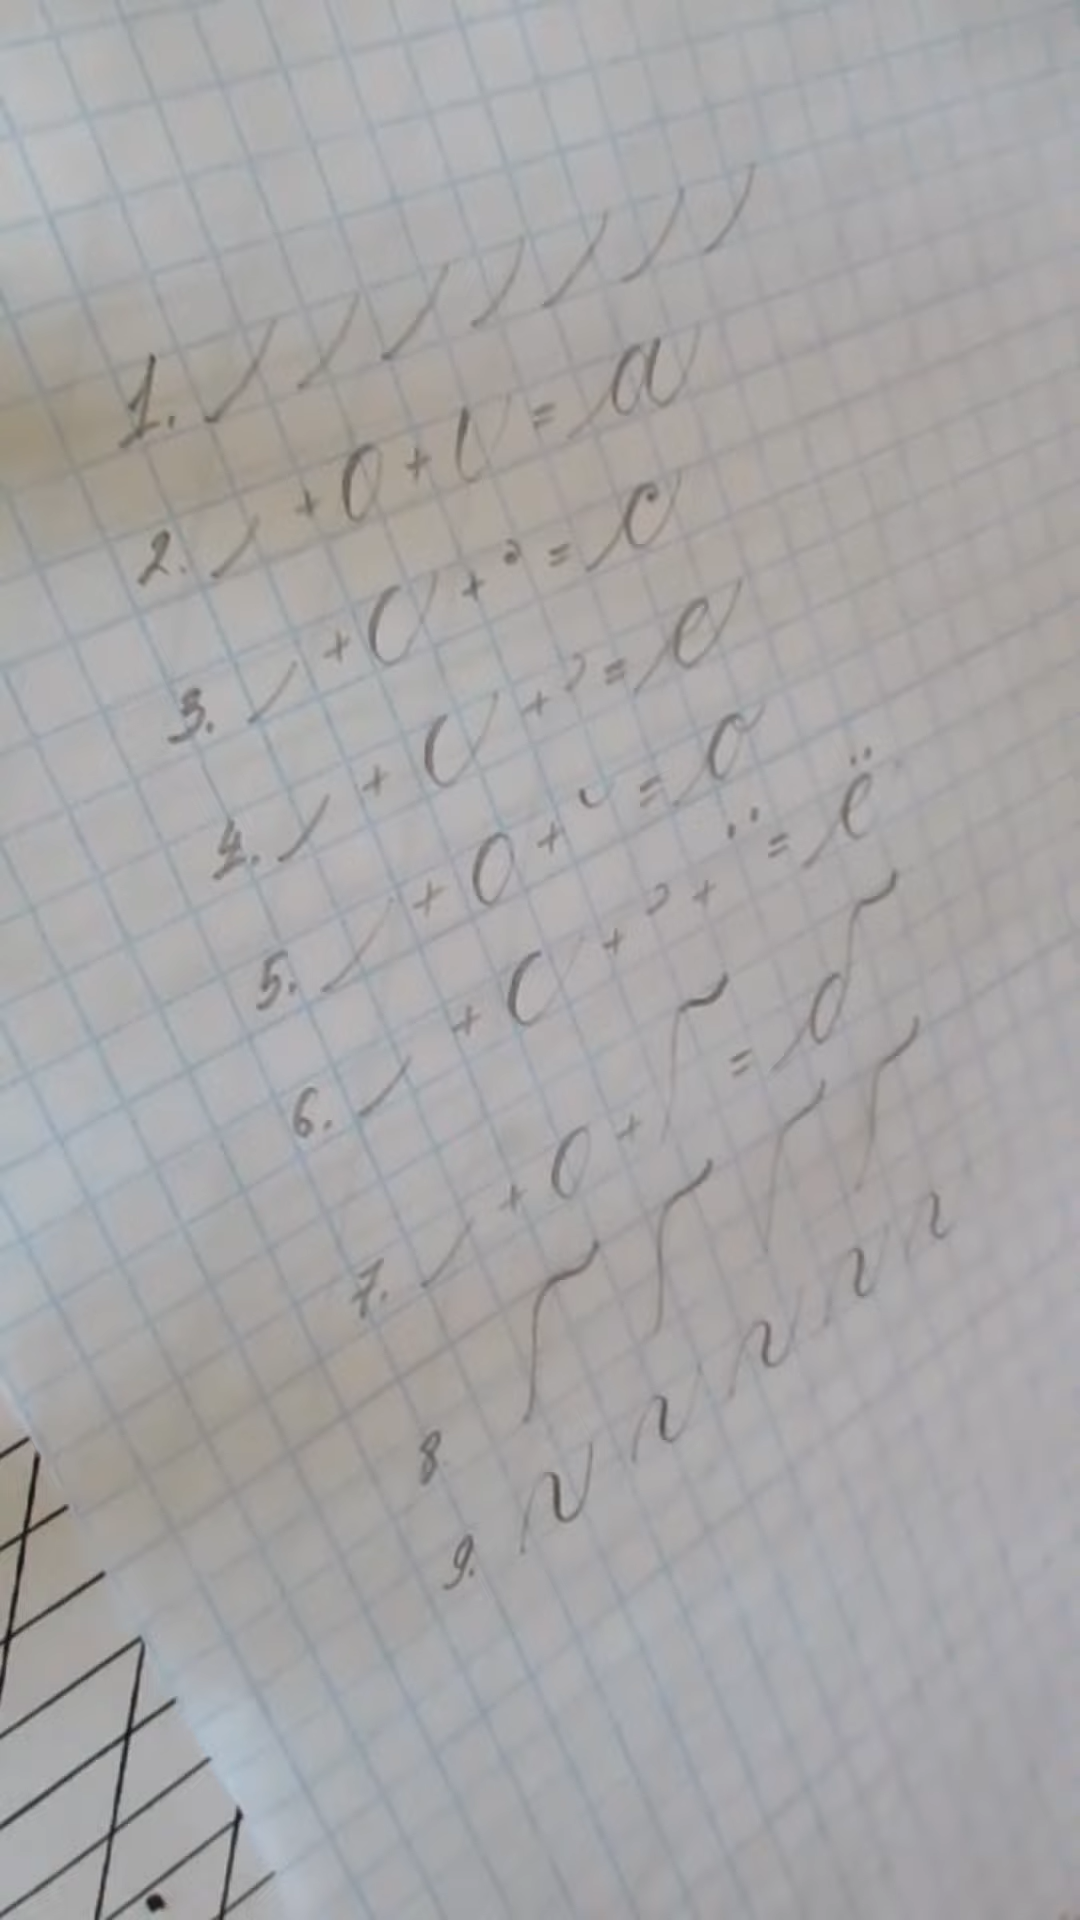 1. / / / / / / /
2. / + О + ι = а
3. / + С + • = с
4. / + С + › = е
5. / + О + ˘ = о
6. / + С + › + ¨ = ё
7. / + О + ∫ = б
8. ∫ ∫ ∫ ∫
9. ~ ~ ~ ~ ~